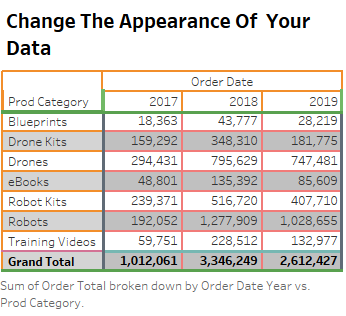 Change The Appearance Of Your
Data
Order Date
Prod Category 2017 2018 2019
Blueprints 18,363 43,777 28,219
Drone Kits 159,292 348,310 181,775
Drones 294,431 795,629 747,481
eBooks 48,801 135,392 85,609
Robot Kits 239,371 516,720 407,710
Robots 192,052 1,277,909 1,028,655
Training Videos 59,751 228,512 132,977
Grand Total 1,012,061 3,346,249 2,612,427
Sum of Order Total broken down by Order Date Year vs.
Prod Category.